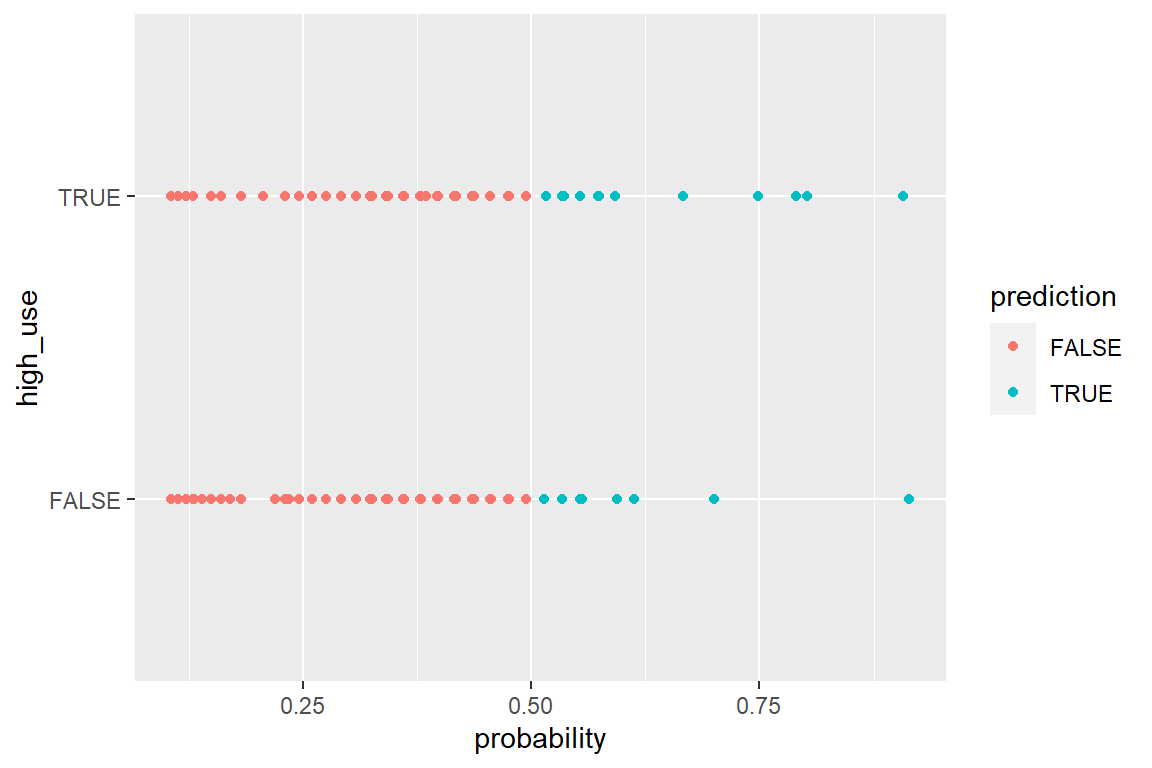 high_use
TRUE
FALSE
0.25 0.50 0.75
probability
prediction
FALSE
TRUE